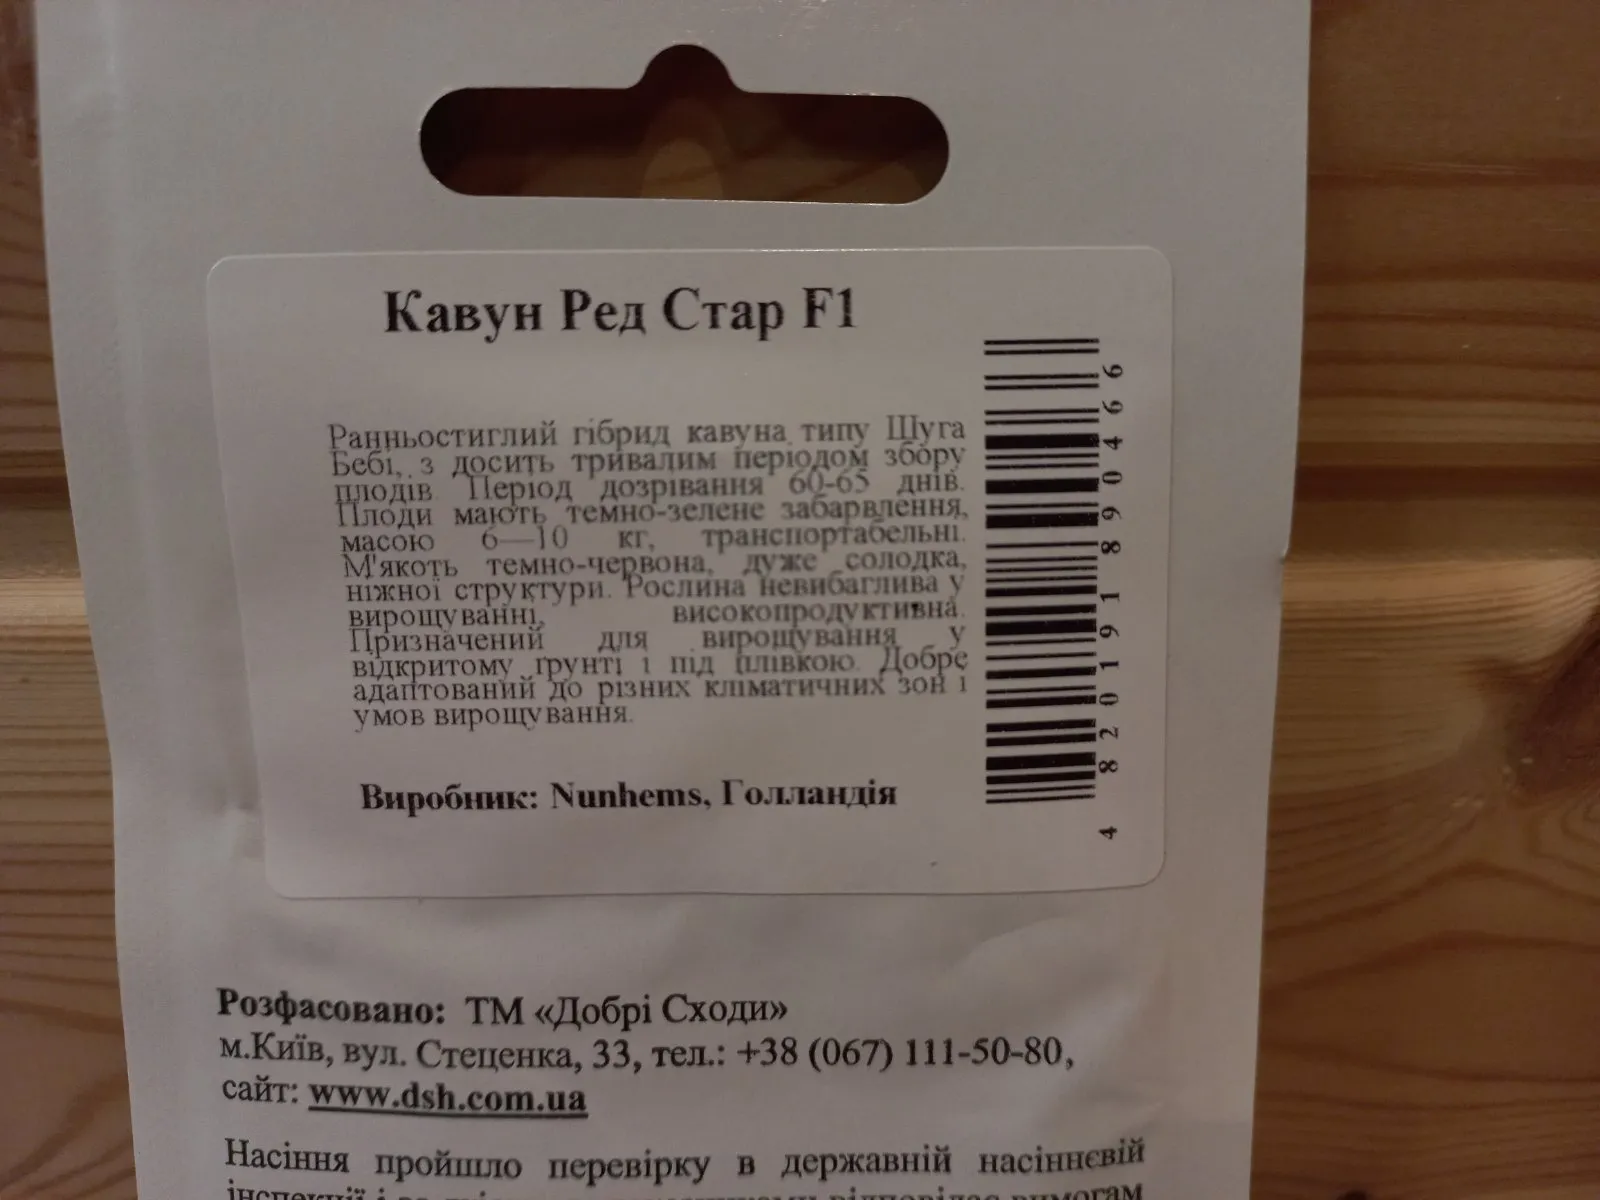 Кавун Ред Стар F1
Ранньостиглий гібрид кавуна типу Шуга
Бебі, з досить тривалим періодом збору
плодів. Період дозрівання 60-65 днів.
Плоди мають темно-зелене забарвлення,
масою 6—10 кг, транспортабельні.
М'якоть темно-червона, дуже солодка,
ніжної структури. Рослина невибаглива у
вирощуванні, високопродуктивна.
Призначений для вирощування у
відкритому ґрунті і під плівкою. Добре
адаптований до різних кліматичних зон і
умов вирощування.
Виробник: Nunhems, Голландія
4 820191890466
Розфасовано: ТМ «Добрі Сходи»
м.Київ, вул. Стеценка, 33, тел.: +38 (067) 111-50-80,
сайт: www.dsh.com.ua
Насіння пройшло перевірку в державній насіннєвій
інспекції і відповідає вимогам